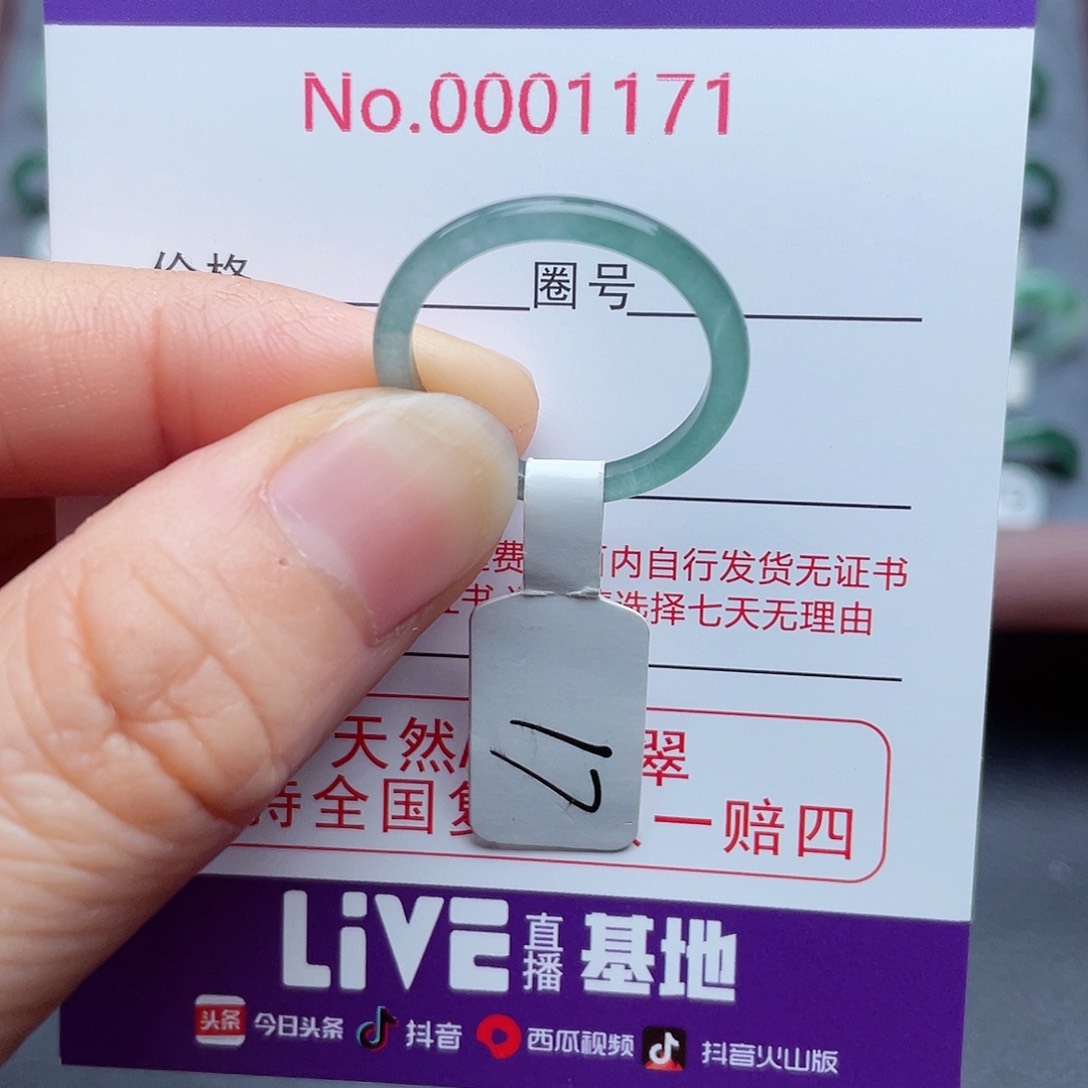 No.0001171
价格 圈号
费 内自行发货无证书
证书 选择七天无理由
天然 翠
持全国复 一赔四
17
LiVE直播基地
头条 今日头条 抖音 西瓜视频 抖音火山版